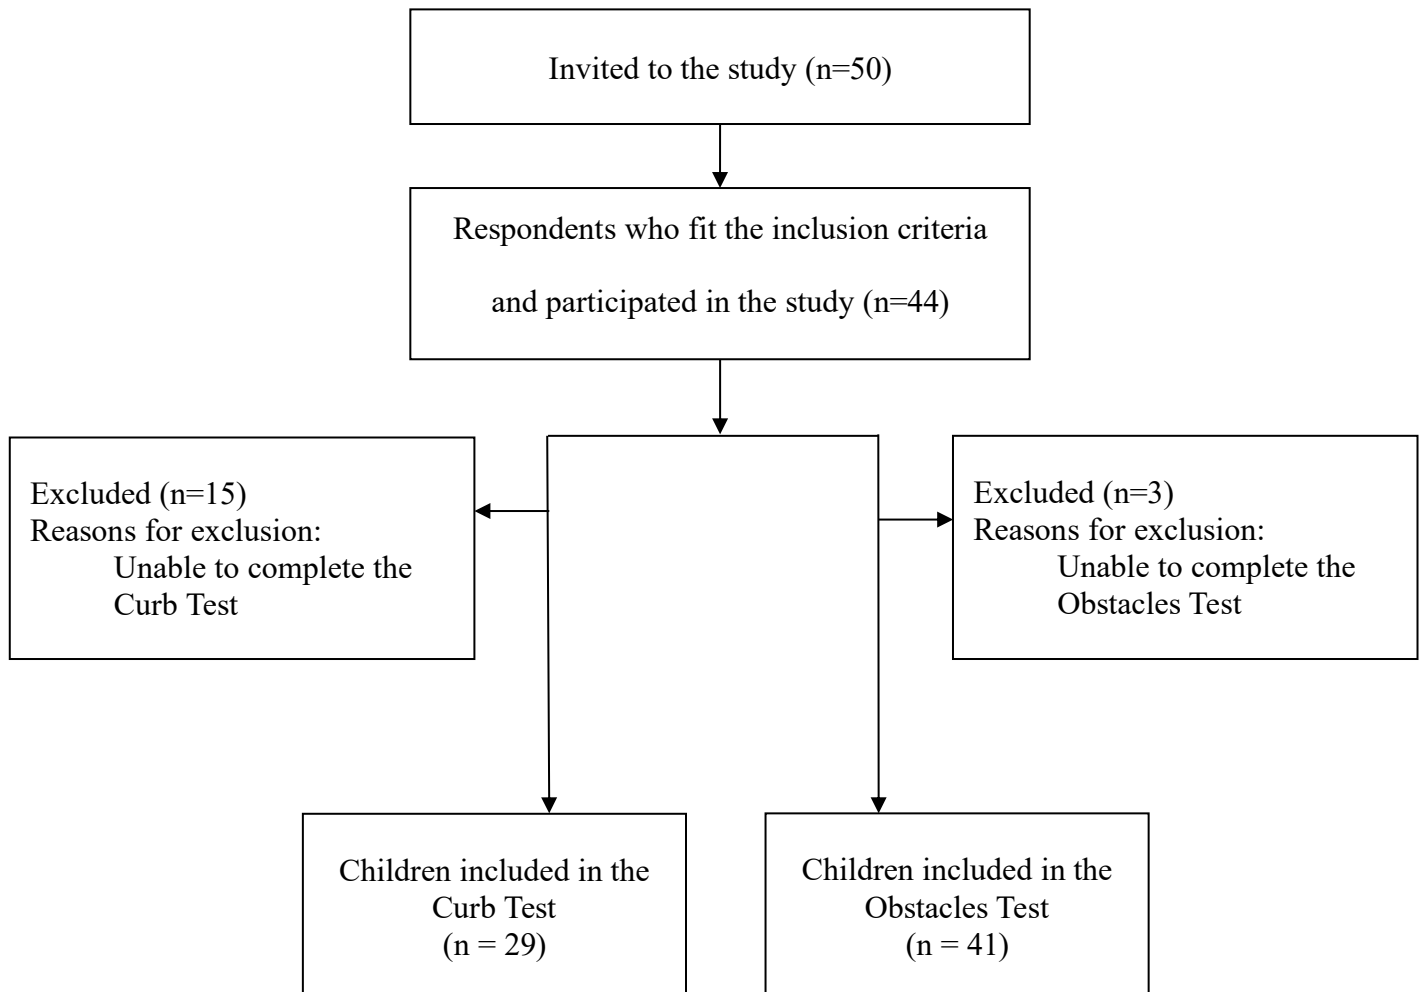 Invited to the study (n=50)
Respondents who fit the inclusion criteria
and participated in the study (n=44)
Excluded (n=15)
Reasons for exclusion:
Unable to complete the
Curb Test
Excluded (n=3)
Reasons for exclusion:
Unable to complete the
Obstacles Test
Children included in the
Curb Test
(n = 29)
Children included in the
Obstacles Test
(n = 41)